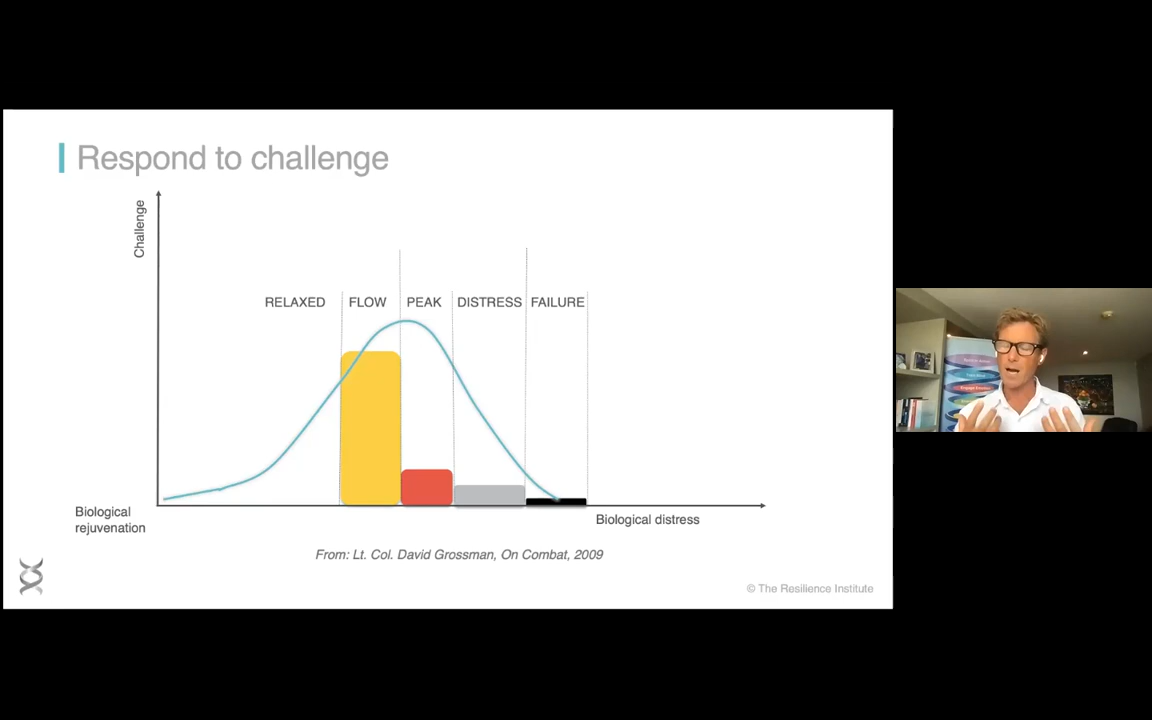 Respond to challenge
Challenge
RELAXED FLOW PEAK DISTRESS FAILURE
Biological
rejuvenation
Biological distress
From: Lt. Col. David Grossman, On Combat, 2009
© The Resilience Institute